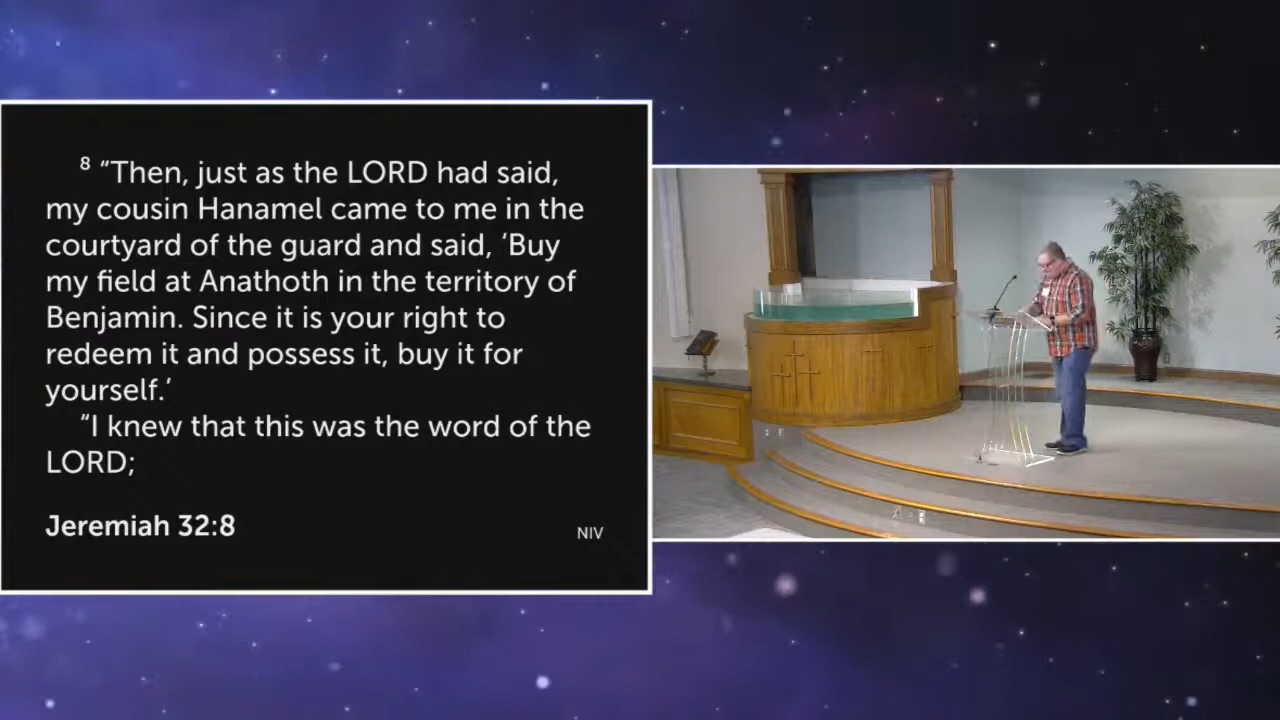 8 “Then, just as the LORD had said,
my cousin Hanamel came to me in the
courtyard of the guard and said, ‘Buy
my field at Anathoth in the territory of
Benjamin. Since it is your right to
redeem it and possess it, buy it for
yourself.’
“I knew that this was the word of the
LORD;
Jeremiah 32:8
NIV